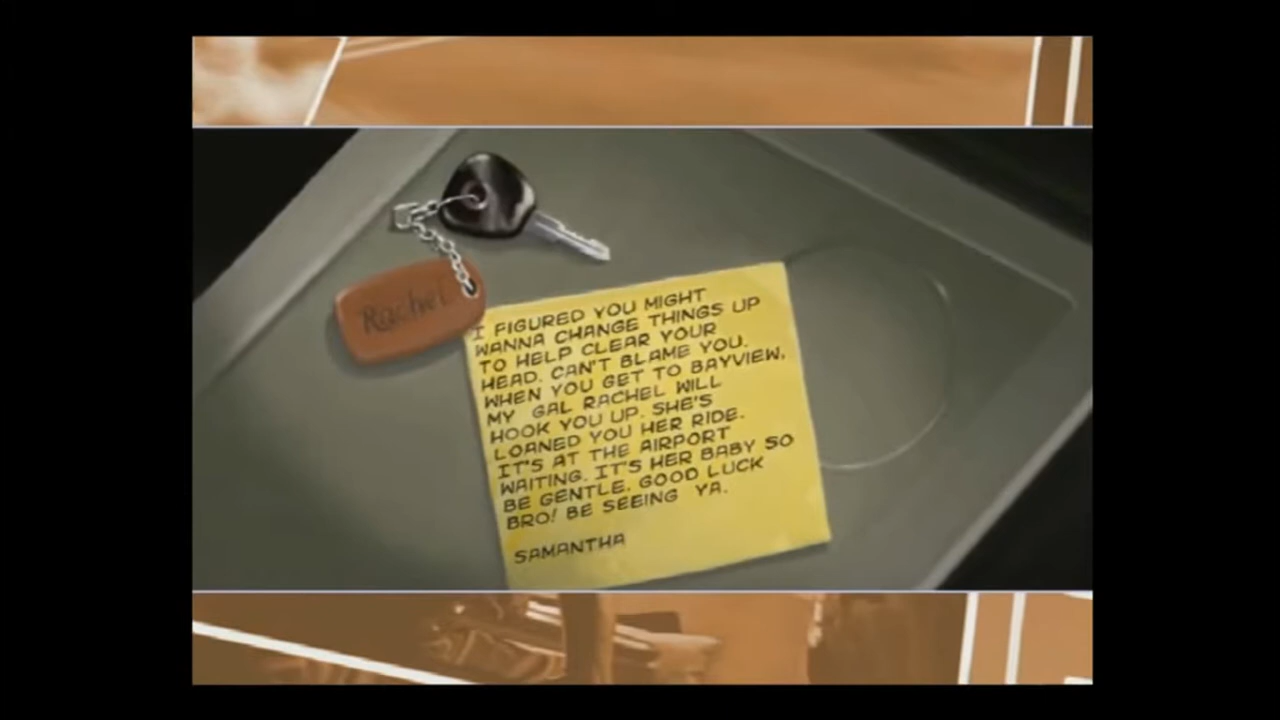 Rachel
I FIGURED YOU MIGHT
WANNA CHANGE THINGS UP
TO HELP CLEAR YOUR
HEAD. CAN'T BLAME YOU.
WHEN YOU GET TO BAYVIEW,
MY GAL RACHEL WILL
HOOK YOU UP. SHE'S
LOANED YOU HER RIDE.
IT'S AT THE AIRPORT
WAITING. IT'S HER BABY SO
BE GENTLE. GOOD LUCK
BRO! BE SEEING YA.
SAMANTHA